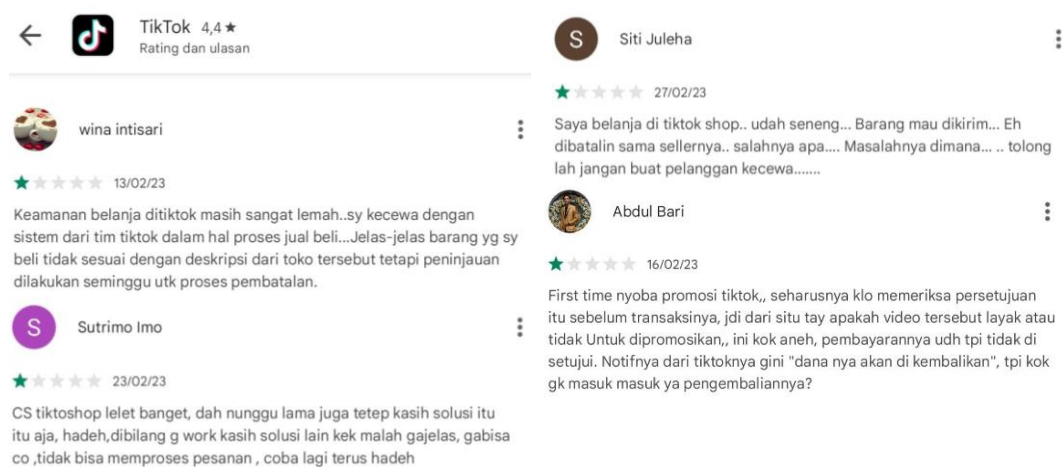 TikTok 4,4★
Rating dan ulasan
wina intisari
13/02/23
Keamanan belanja ditiktok masih sangat lemah..sy kecewa dengan
sistem dari tim tiktok dalam hal proses jual beli...Jelas-jelas barang yg sy
beli tidak sesuai dengan deskripsi dari toko tersebut tetapi peninjauan
dilakukan seminggu utk proses pembatalan.
S
Sutrimo Imo
23/02/23
CS tiktoshop lelet banget, dah nunggu lama juga tetep kasih solusi itu
itu aja, hadeh,dibilang g work kasih solusi lain kek malah gajelas, gabisa
co ,tidak bisa memproses pesanan , coba lagi terus hadeh
S
Siti Juleha
27/02/23
Saya belanja di tiktok shop.. udah seneng... Barang mau dikirim... Eh
dibatalin sama sellernya.. salahnya apa.... Masalahnya dimana... .. tolong
lah jangan buat pelanggan kecewa.......
Abdul Bari
16/02/23
First time nyoba promosi tiktok,, seharusnya klo memeriksa persetujuan
itu sebelum transaksinya, jdi dari situ tay apakah video tersebut layak atau
tidak Untuk dipromosikan,, ini kok aneh, pembayarannya udh tpi tidak di
setujui. Notifnya dari tiktoknya gini "dana nya akan di kembalikan", tpi kok
gk masuk masuk ya pengembaliannya?